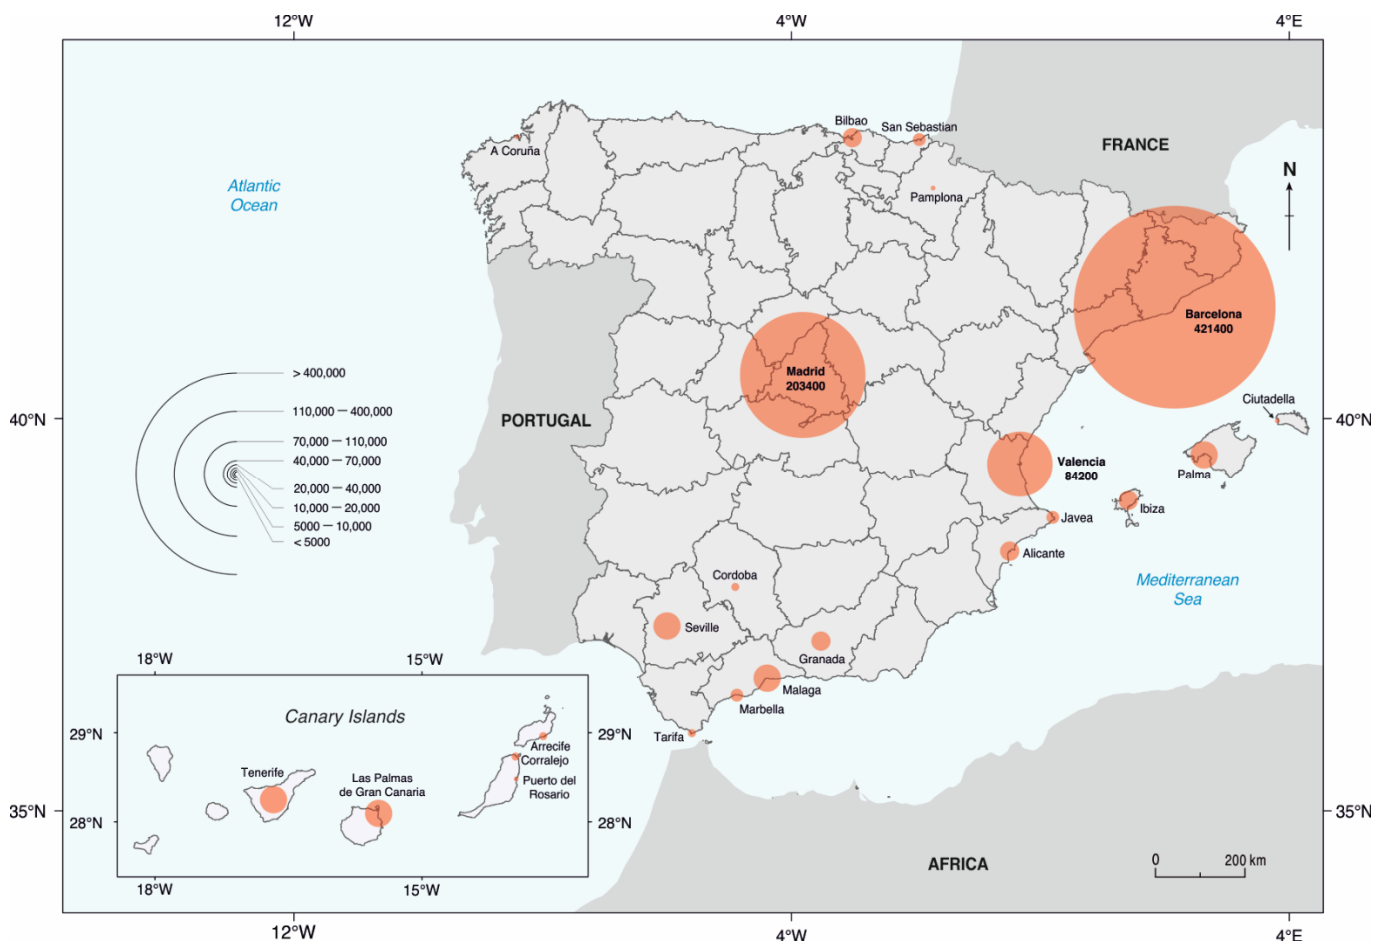 12°W
4°W
4°E
Bilbao
San Sebastian
A Coruña
FRANCE
N
Atlantic
Ocean
Pamplona
Barcelona
421400
Madrid
203400
> 400,000
110,000 — 400,000
70,000 — 110,000
40,000 — 70,000
20,000 — 40,000
10,000 — 20,000
5000 — 10,000
< 5000
Ciutadella
40°N
PORTUGAL
40°N
Valencia
84200
Palma
Ibiza
Javea
Alicante
Cordoba
Mediterranean
Sea
Seville
Granada
18°W
15°W
Malaga
Marbella
Tarifa
Canary Islands
29°N
29°N
Arrecife
Corralejo
Tenerife
Las Palmas
de Gran Canaria
Puerto del
Rosario
35°N
28°N
28°N
35°N
AFRICA
0
200 km
18°W
15°W
12°W
4°W
4°E